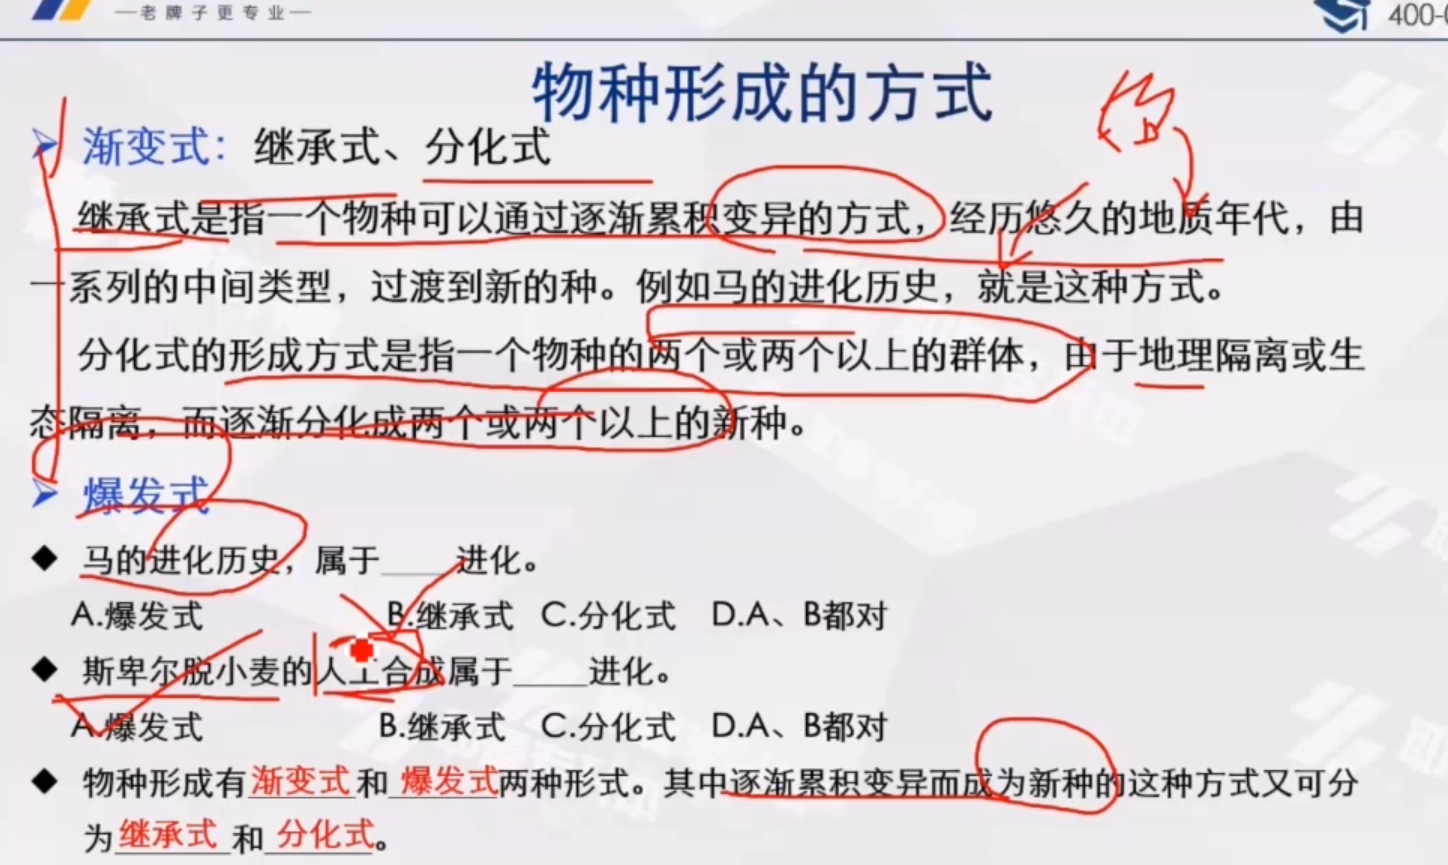 —老牌子更专业—
400-
物种形成的方式
渐变式：继承式、分化式
继承式是指一个物种可以通过逐渐累积变异的方式，经历悠久的地质年代，由
一系列的中间类型，过渡到新的种。例如马的进化历史，就是这种方式。
分化式的形成方式是指一个物种的两个或两个以上的群体，由于地理隔离或生
态隔离，而逐渐分化成两个或两个以上的新种。
爆发式
◆ 马的进化历史，属于____进化。
A.爆发式 B.继承式 C.分化式 D.A、B都对
◆ 斯卑尔脱小麦的人工合成属于____进化。
A.爆发式 B.继承式 C.分化式 D.A、B都对
◆ 物种形成有渐变式和爆发式两种形式。其中逐渐累积变异而成为新种的这种方式又可分
为继承式和分化式。